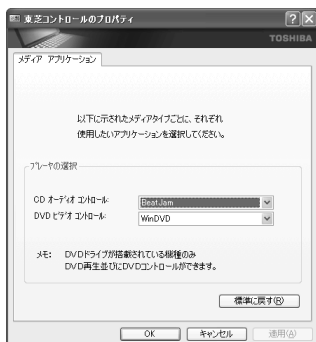 東芝コントロールのプロパティ
TOSHIBA
メディア アプリケーション
以下に示されたメディアタイプごとに、それぞれ
使用したいアプリケーションを選択してください。
プレーヤの選択
CD オーディオ コントロール:
BeatJam
DVD ビデオ コントロール:
WinDVD
メモ: DVDドライブが搭載されている機種のみ
DVD再生並びにDVDコントロールができます。
標準に戻す(R)
OK
キャンセル
適用(A)